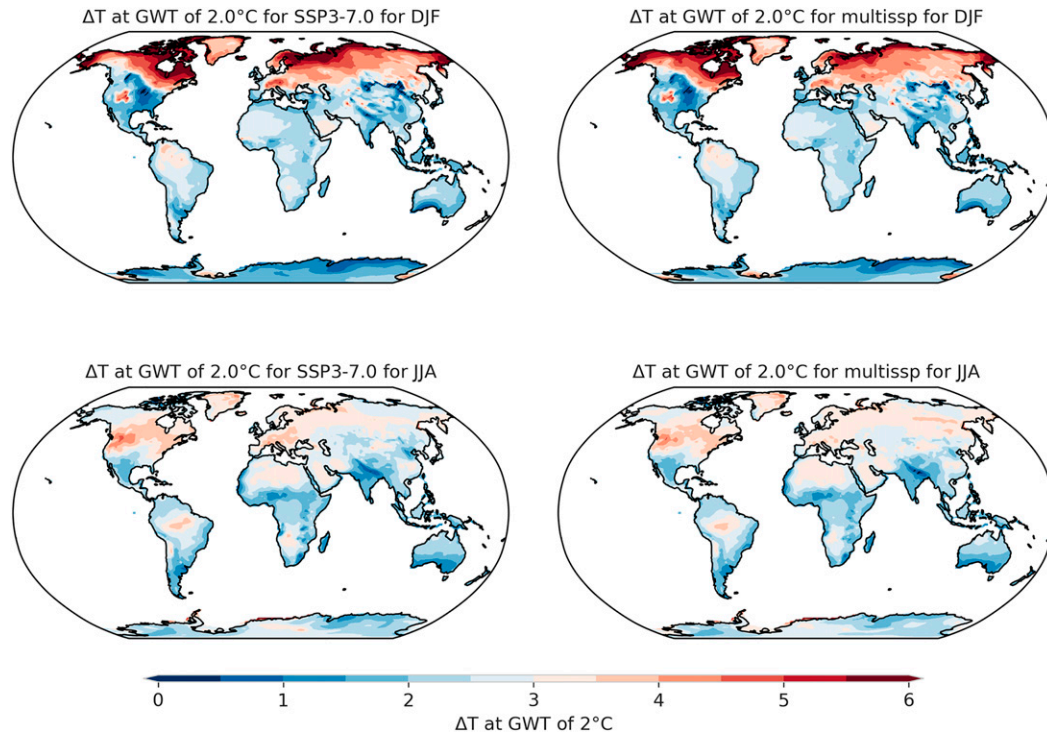 ΔT at GWT of 2.0°C for SSP3-7.0 for DJF
ΔT at GWT of 2.0°C for multissp for DJF
ΔT at GWT of 2.0°C for SSP3-7.0 for JJA
ΔT at GWT of 2.0°C for multissp for JJA
0 1 2 3 4 5 6
ΔT at GWT of 2°C